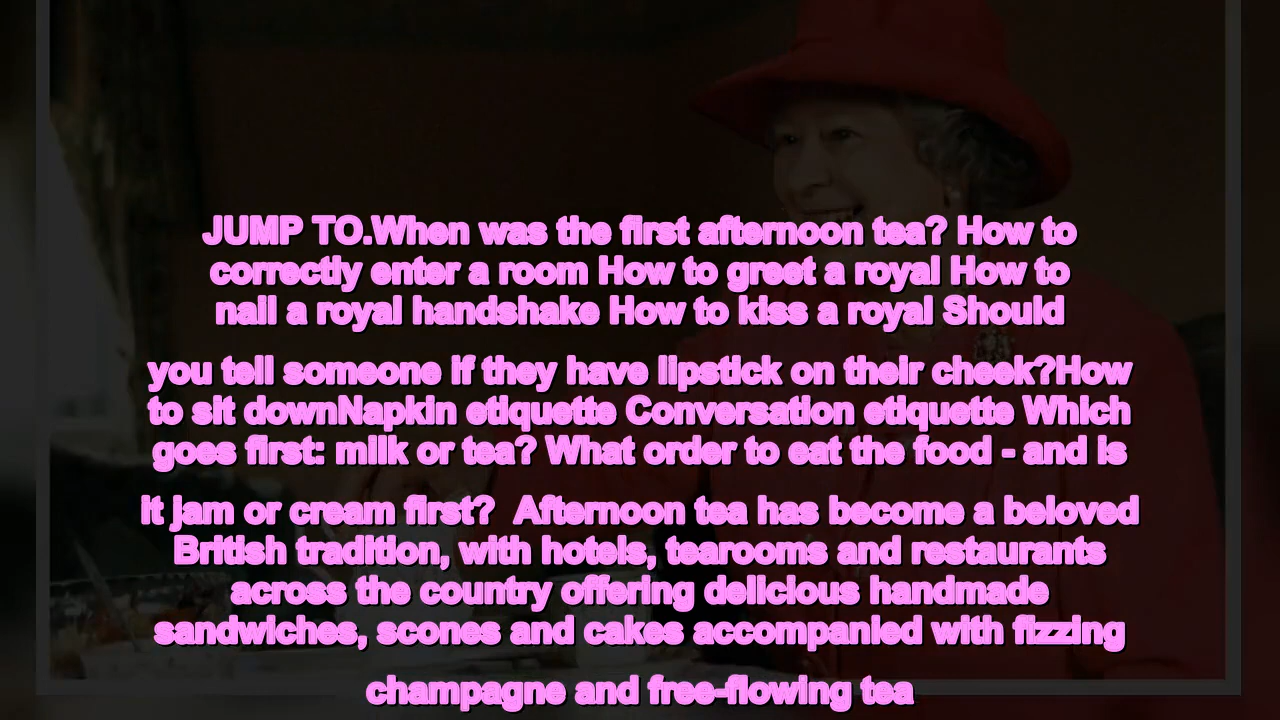 JUMP TO.When was the first afternoon tea? How to
correctly enter a room How to greet a royal How to
nail a royal handshake How to kiss a royal Should
you tell someone if they have lipstick on their cheek?How
to sit downNapkin etiquette Conversation etiquette Which
goes first: milk or tea? What order to eat the food - and is
it jam or cream first?  Afternoon tea has become a beloved
British tradition, with hotels, tearooms and restaurants
across the country offering delicious handmade
sandwiches, scones and cakes accompanied with fizzing
champagne and free-flowing tea